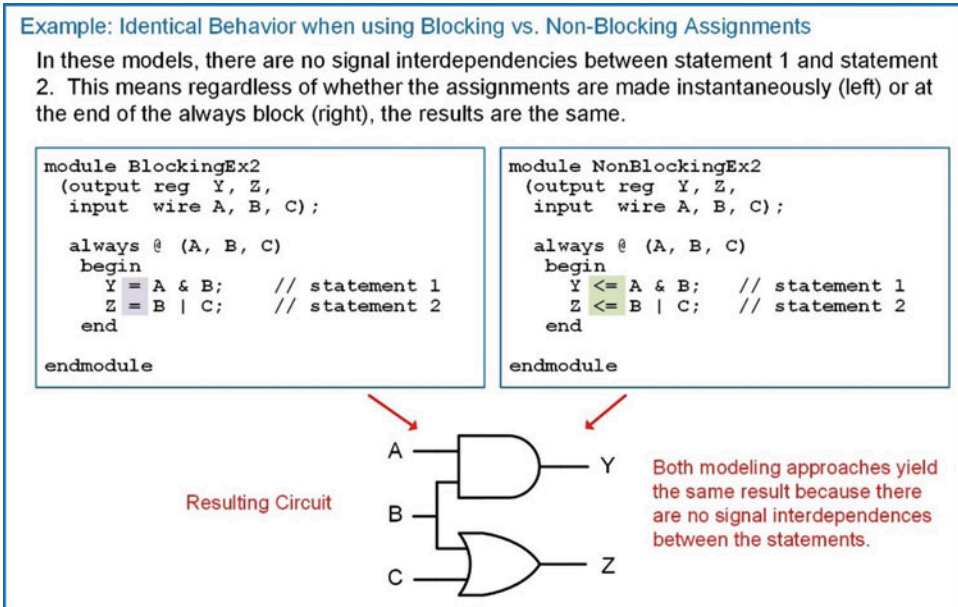 Example: Identical Behavior when using Blocking vs. Non-Blocking Assignments
In these models, there are no signal interdependencies between statement 1 and statement
2. This means regardless of whether the assignments are made instantaneously (left) or at
the end of the always block (right), the results are the same.
module BlockingEx2
(output reg Y, Z,
input wire A, B, C);
always @ (A, B, C)
begin
Y = A & B; // statement 1
Z = B | C; // statement 2
end
endmodule
module NonBlockingEx2
(output reg Y, Z,
input wire A, B, C);
always @ (A, B, C)
begin
Y <= A & B; // statement 1
Z <= B | C; // statement 2
end
endmodule
A
Y
B
C
Z
Resulting Circuit
Both modeling approaches yield
the same result because there
are no signal interdependences
between the statements.